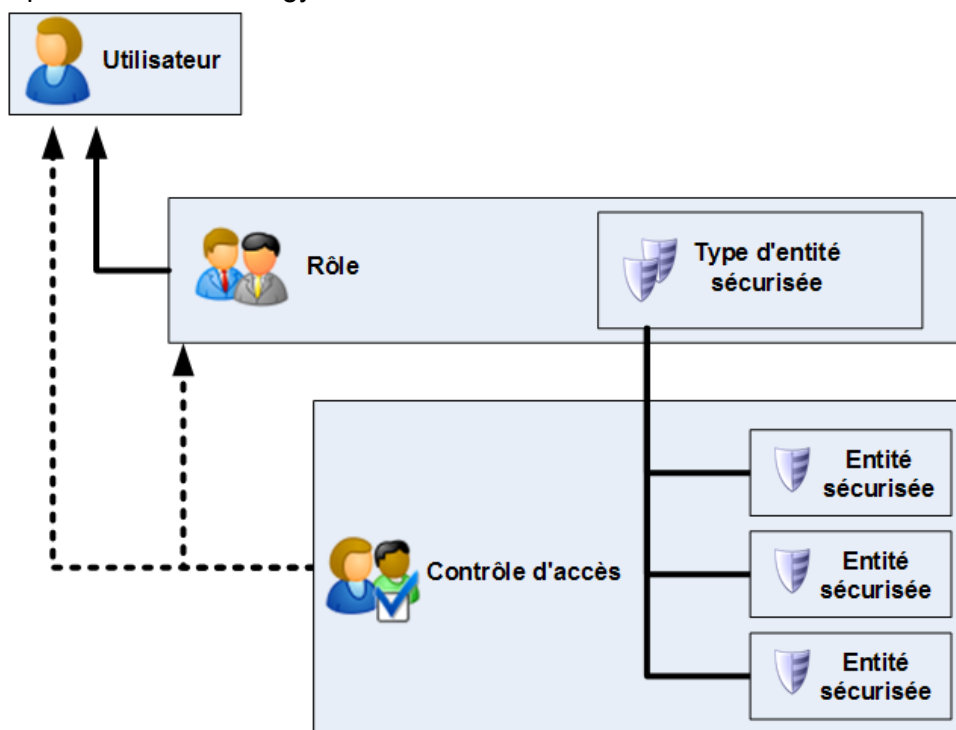 Utilisateur
Rôle
Type d'entité
sécurisée
Contrôle d'accès
Entité
sécurisée
Entité
sécurisée
Entité
sécurisée